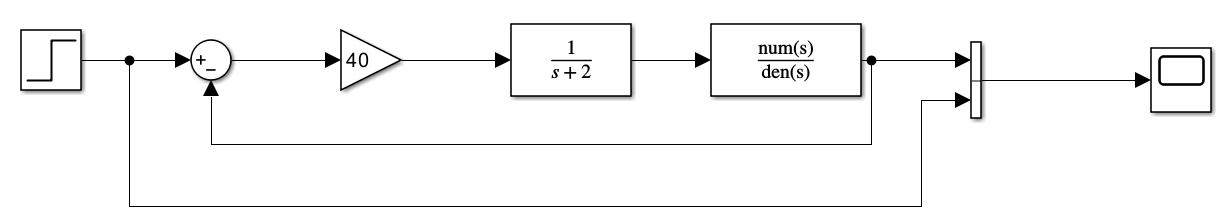 +
−
40
1
s + 2
num(s)
den(s)